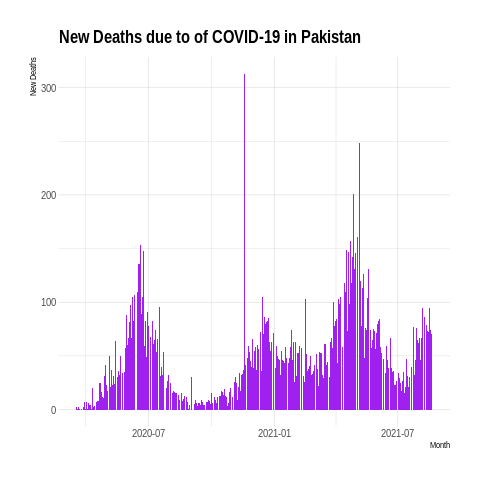 New Deaths due to of COVID-19 in Pakistan
New Deaths
300
200
100
0
2020-07 2021-01 2021-07
Month